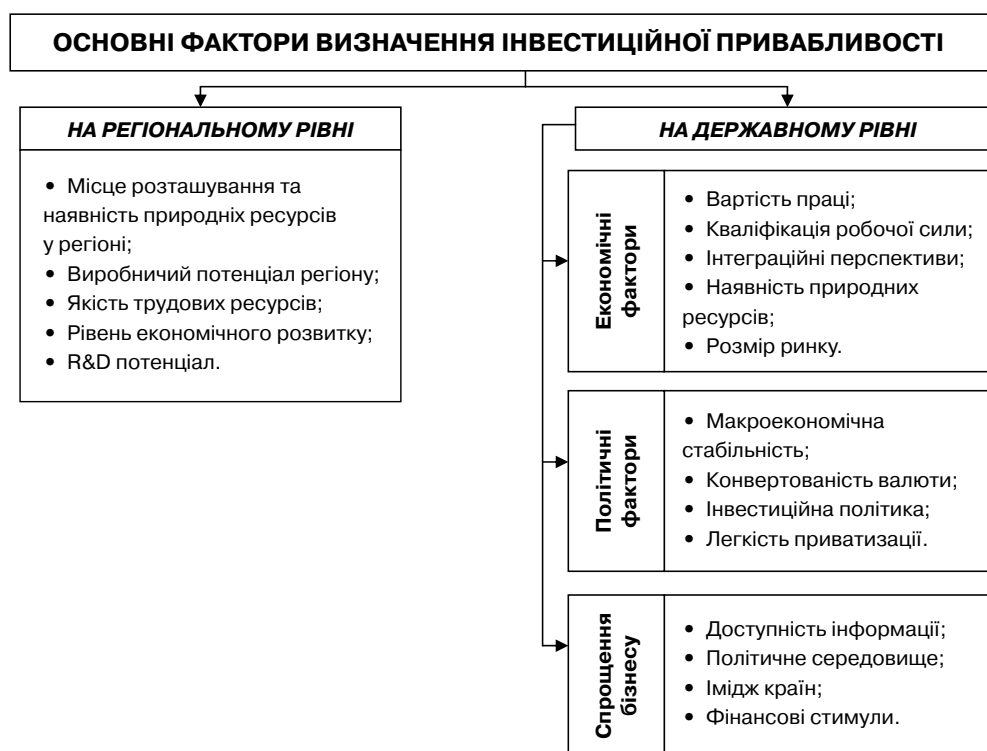 ОСНОВНІ ФАКТОРИ ВИЗНАЧЕННЯ ІНВЕСТИЦІЙНОЇ ПРИВАБЛИВОСТІ
НА РЕГІОНАЛЬНОМУ РІВНІ
• Місце розташування та
наявність природніх ресурсів
у регіоні;
• Виробничий потенціал регіону;
• Якість трудових ресурсів;
• Рівень економічного розвитку;
• R&D потенціал.
НА ДЕРЖАВНОМУ РІВНІ
Економічні
фактори
• Вартість праці;
• Кваліфікація робочої сили;
• Інтеграційні перспективи;
• Наявність природних
ресурсів;
• Розмір ринку.
Політичні
фактори
• Макроекономічна
стабільність;
• Конвертованість валюти;
• Інвестиційна політика;
• Легкість приватизації.
Спрощення
бізнесу
• Доступність інформації;
• Політичне середовище;
• Імідж країн;
• Фінансові стимули.